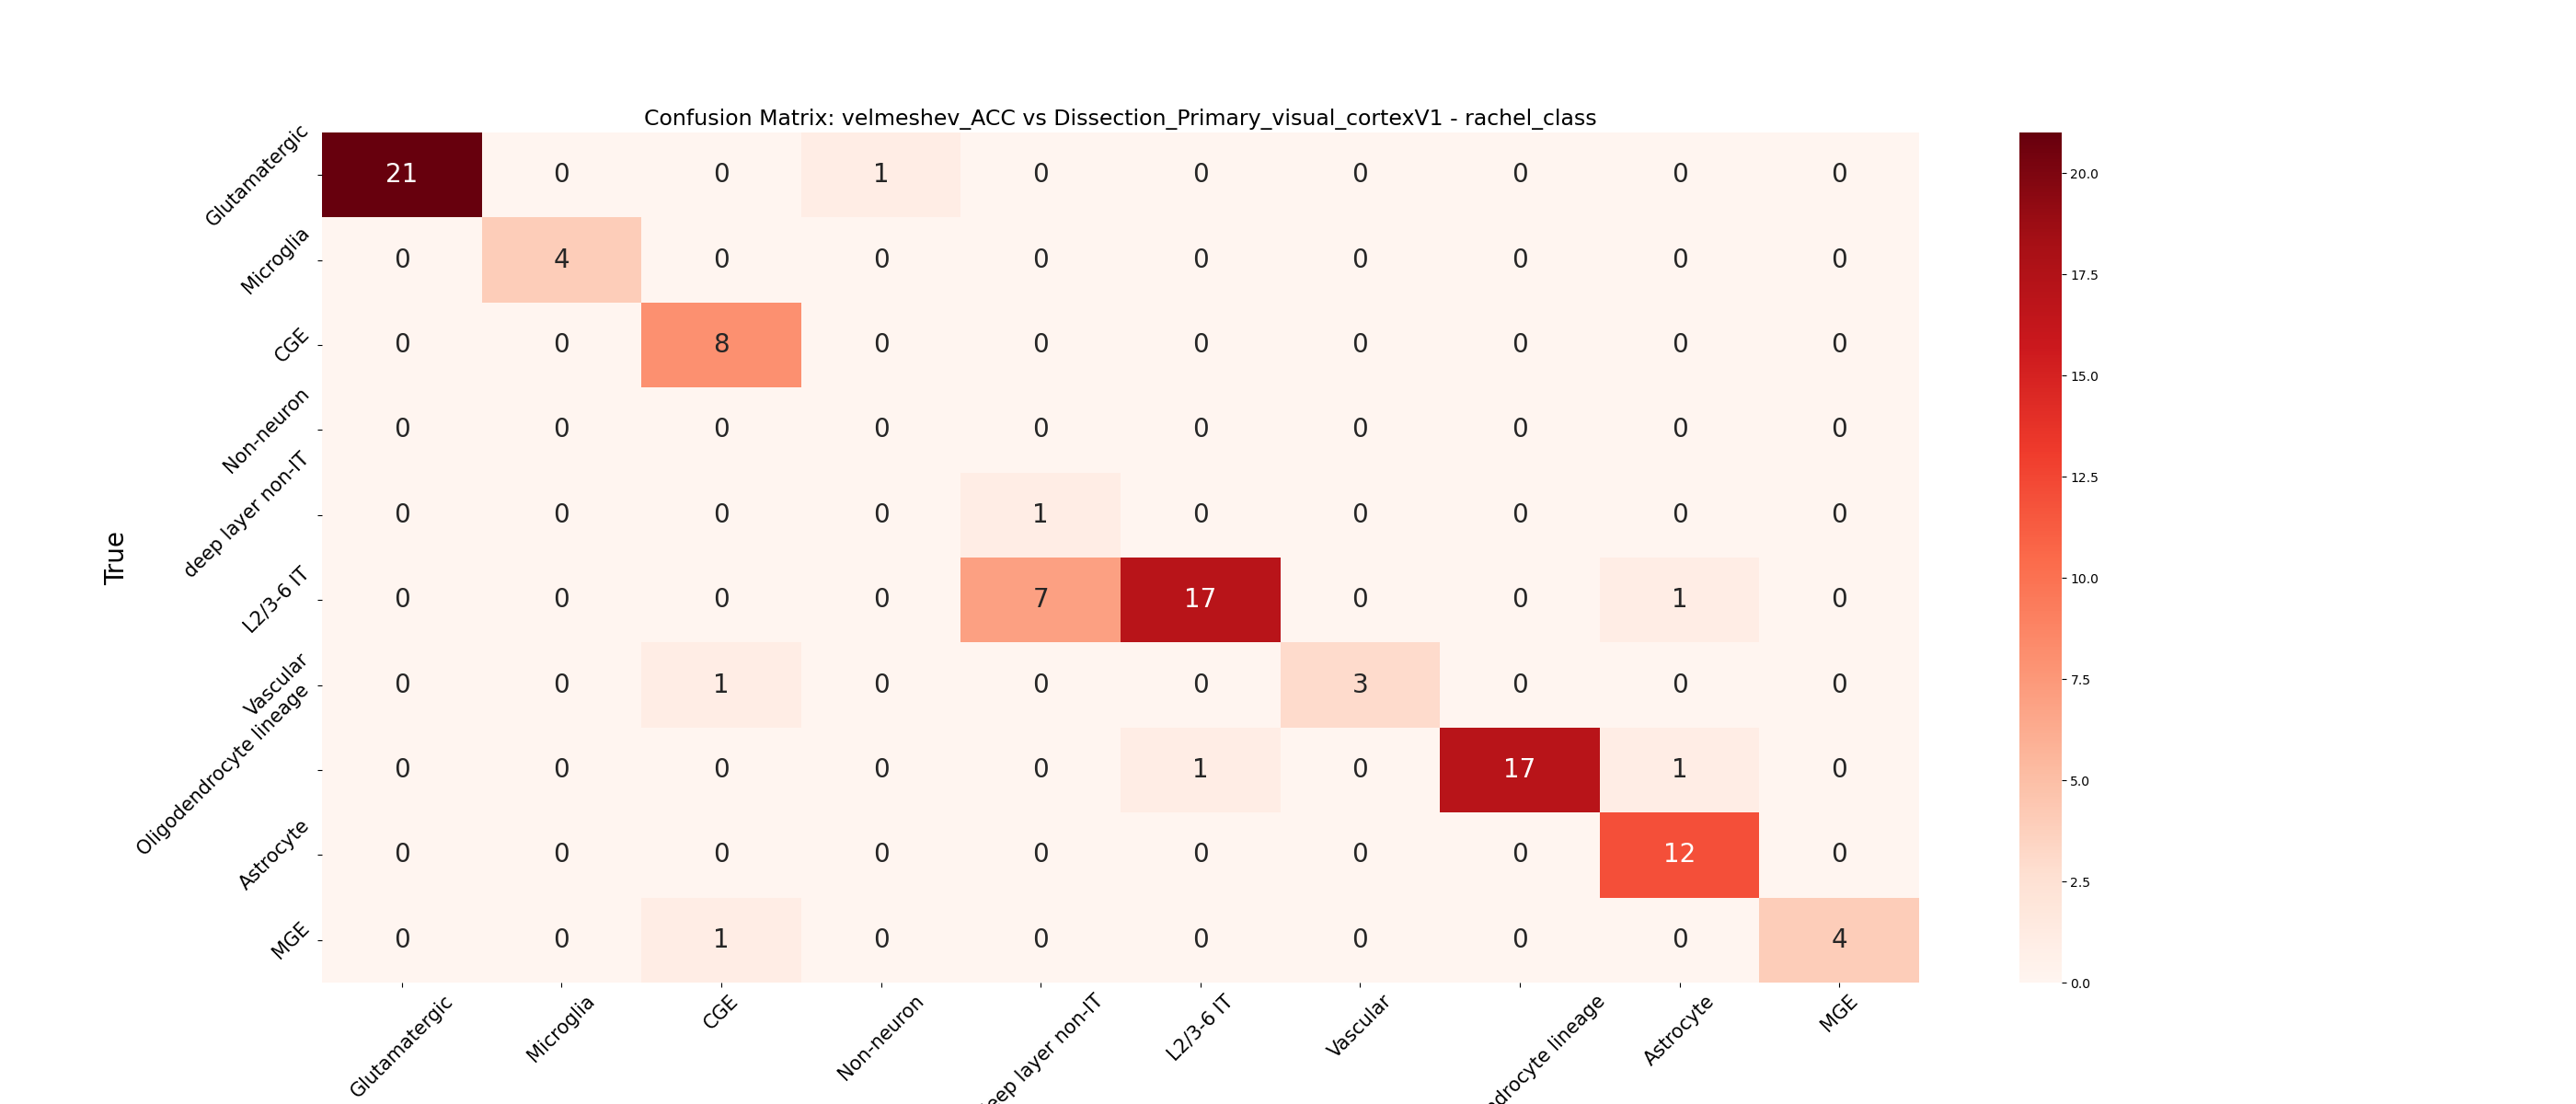 Confusion Matrix: velmeshev_ACC vs Dissection_Primary_visual_cortexV1 - rachel_class
True
Glutamatergic 21 0 0 1 0 0 0 0 0 0
Microglia 0 4 0 0 0 0 0 0 0 0
CGE 0 0 8 0 0 0 0 0 0 0
Non-neuron 0 0 0 0 0 0 0 0 0 0
deep layer non-IT 0 0 0 0 1 0 0 0 0 0
L2/3-6 IT 0 0 0 0 7 17 0 0 1 0
Vascular 0 0 1 0 0 0 3 0 0 0
Oligodendrocyte lineage 0 0 0 0 0 1 0 17 1 0
Astrocyte 0 0 0 0 0 0 0 0 12 0
MGE 0 0 1 0 0 0 0 0 0 4
Glutamatergic Microglia CGE Non-neuron eep layer non-IT L2/3-6 IT Vascular ndrocyte lineage Astrocyte MGE
20.0
17.5
15.0
12.5
10.0
7.5
5.0
2.5
0.0